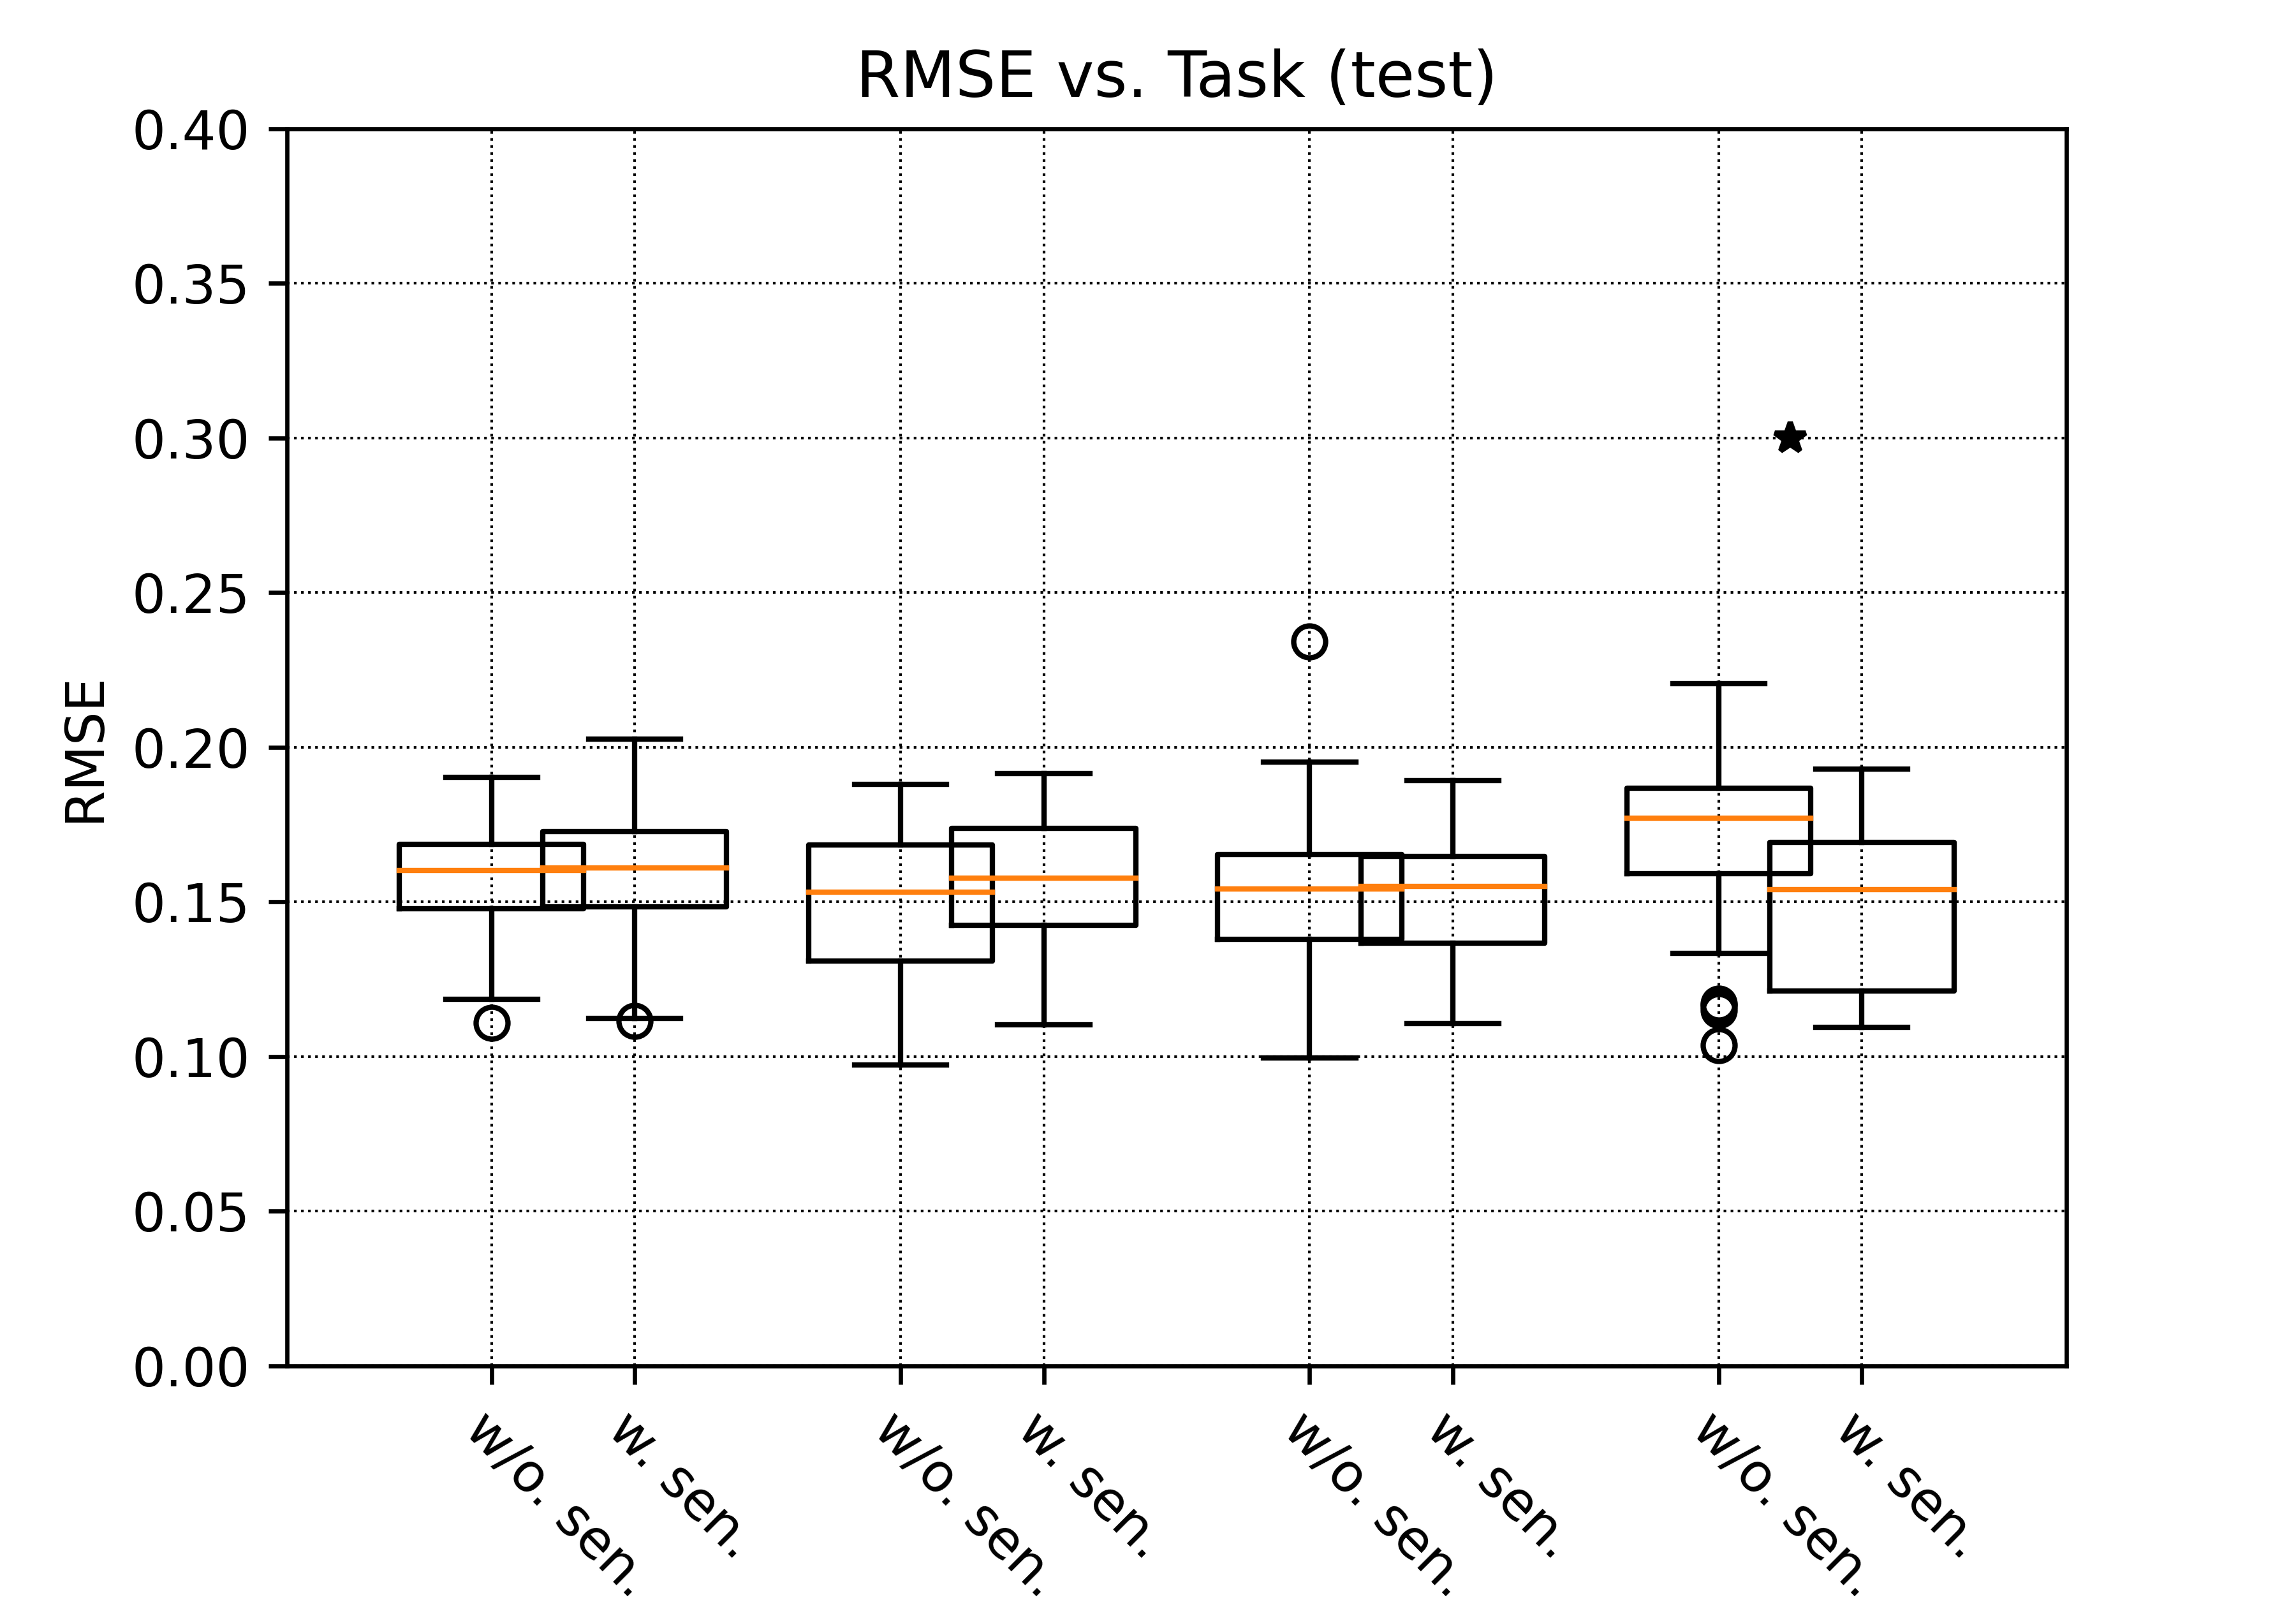 RMSE vs. Task (test)
0.40
0.35
0.30
0.25
0.20
0.15
0.10
0.05
0.00
RMSE
w/o. sen.
w. sen.
w/o. sen.
w. sen.
w/o. sen.
w. sen.
w/o. sen.
w. sen.